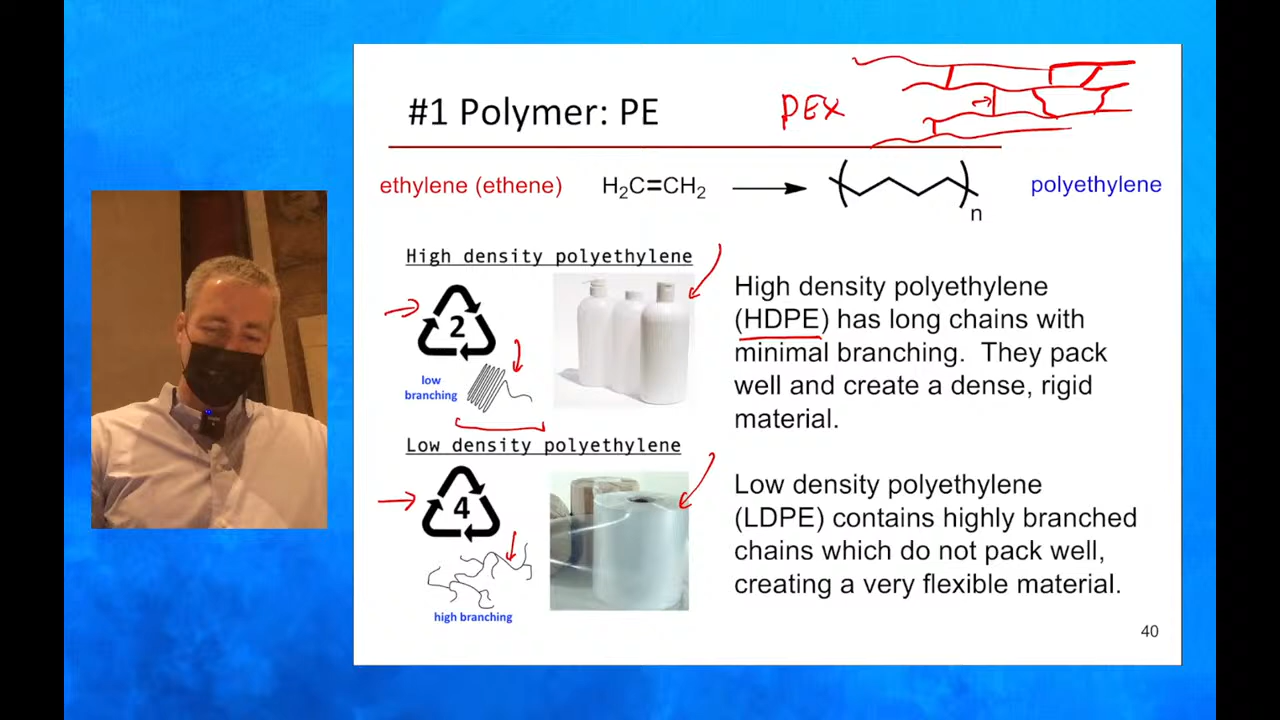 #1 Polymer: PE
PEX
ethylene (ethene)
H₂C=CH₂
n
polyethylene
High density polyethylene
2
low
branching
High density polyethylene
(HDPE) has long chains with
minimal branching. They pack
well and create a dense, rigid
material.
Low density polyethylene
4
high branching
Low density polyethylene
(LDPE) contains highly branched
chains which do not pack well,
creating a very flexible material.
40